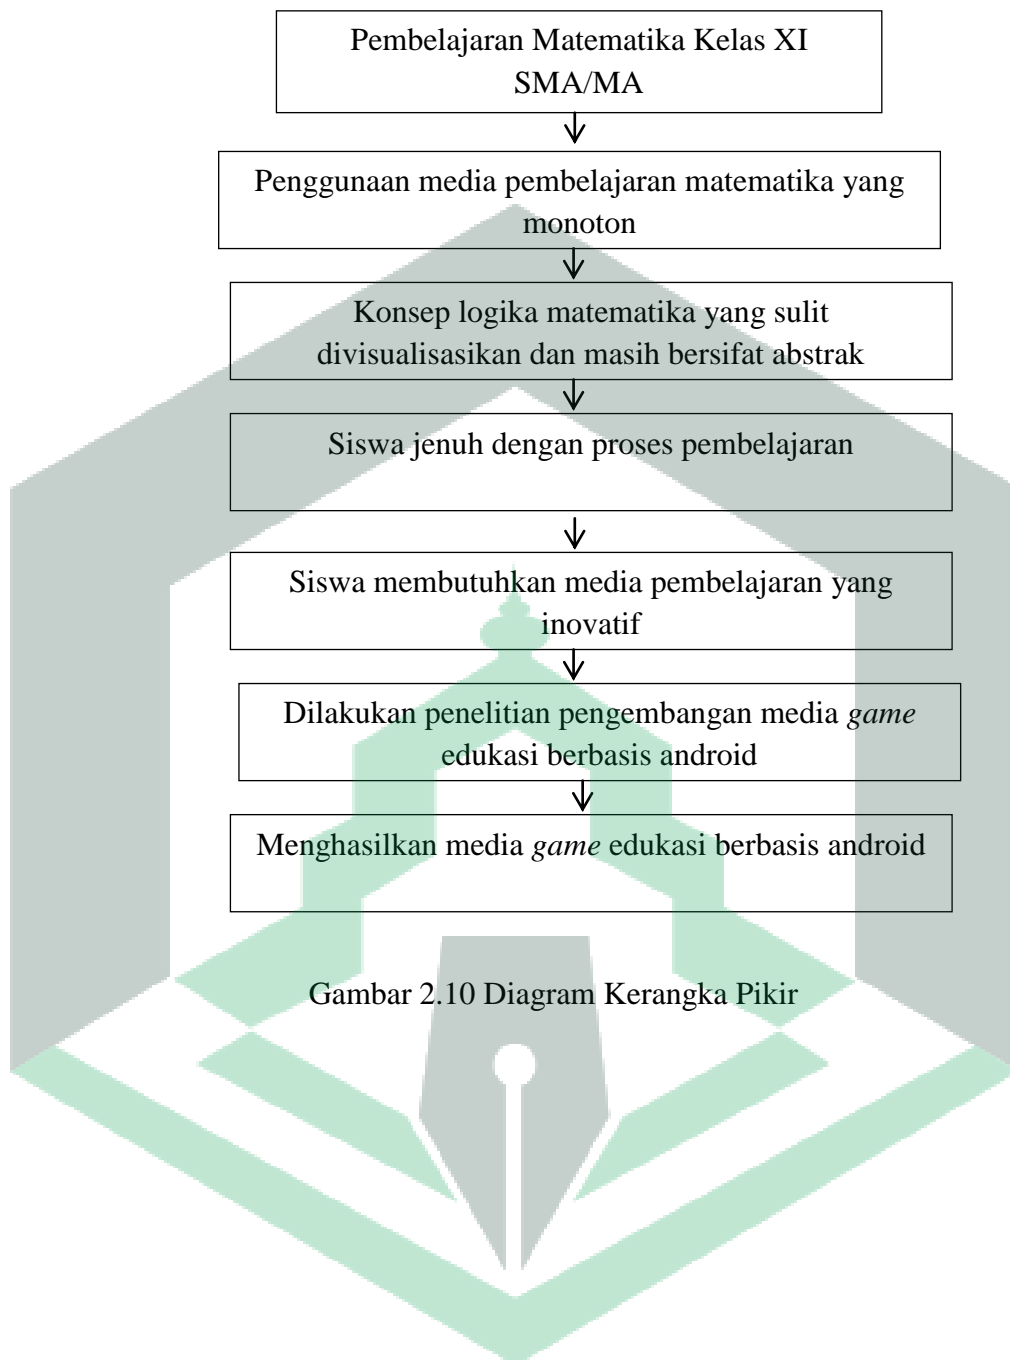 Pembelajaran Matematika Kelas XI
SMA/MA
Penggunaan media pembelajaran matematika yang
monoton
Konsep logika matematika yang sulit
divisualisasikan dan masih bersifat abstrak
Siswa jenuh dengan proses pembelajaran
Siswa membutuhkan media pembelajaran yang
inovatif
Dilakukan penelitian pengembangan media game
edukasi berbasis android
Menghasilkan media game edukasi berbasis android
Gambar 2.10 Diagram Kerangka Pikir